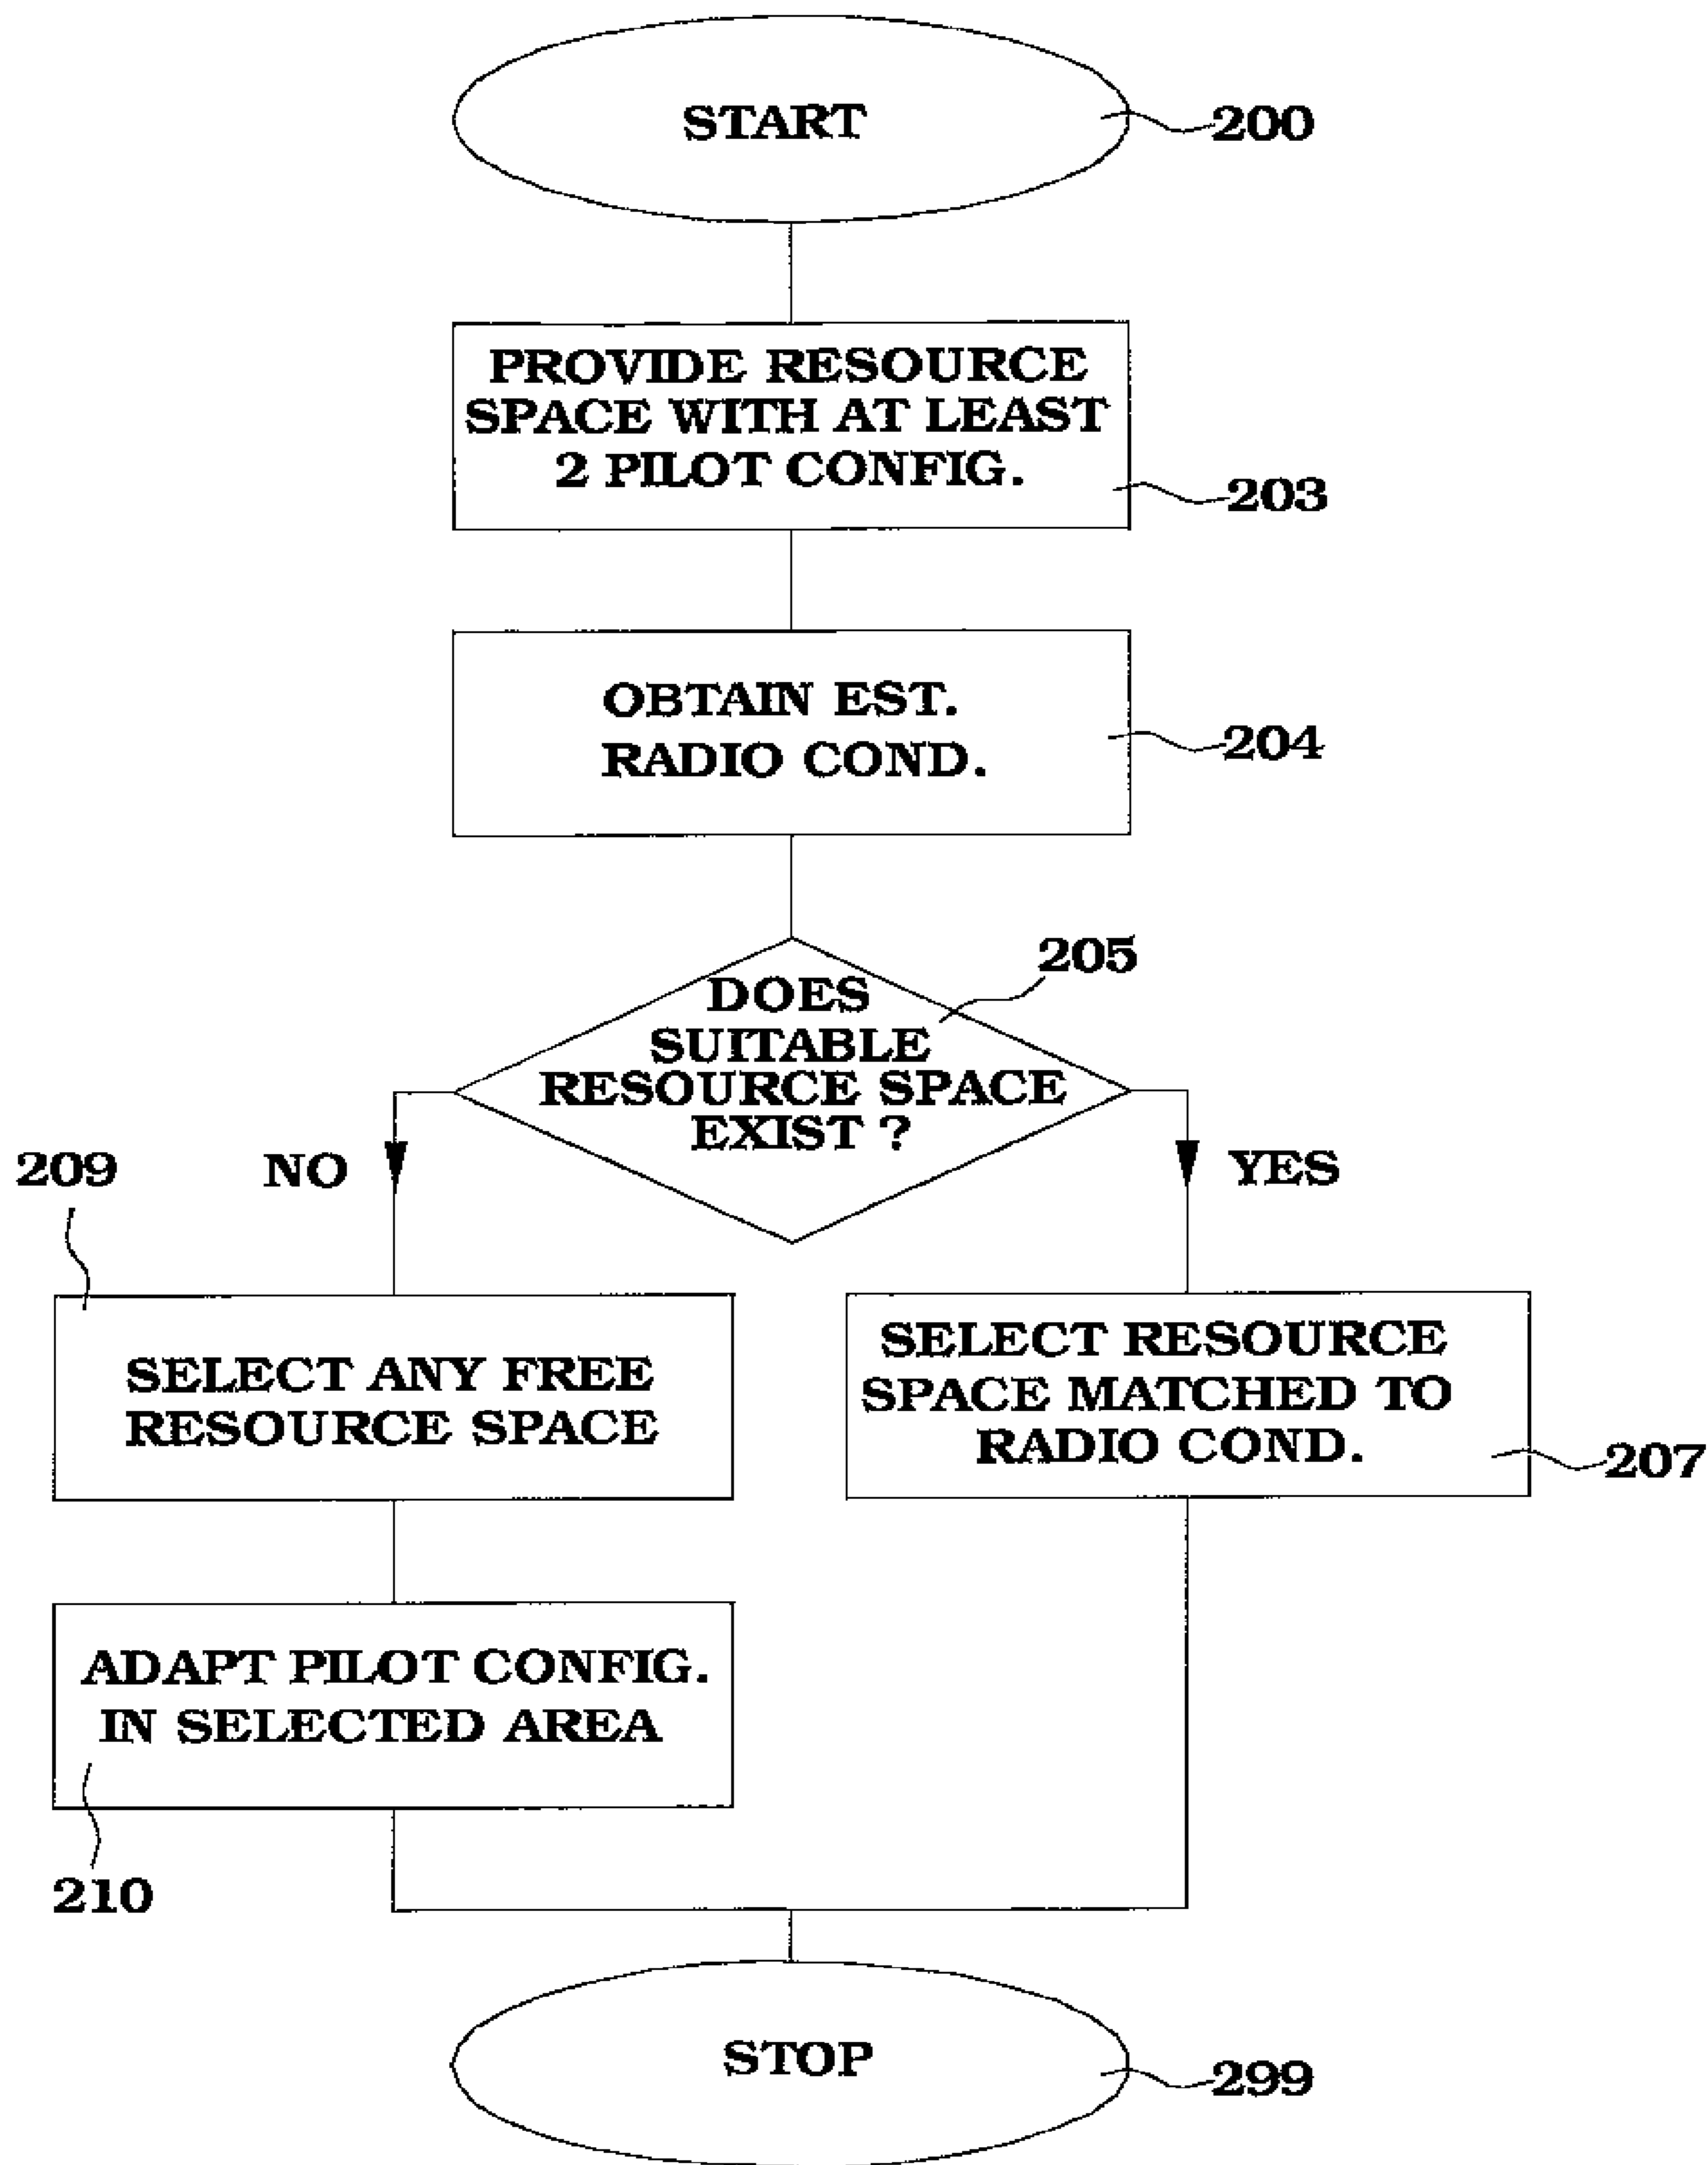 START
200
PROVIDE RESOURCE
SPACE WITH AT LEAST
2 PILOT CONFIG.
203
OBTAIN EST.
RADIO COND.
204
205
DOES
SUITABLE
RESOURCE SPACE
EXIST ?
209
NO
YES
SELECT ANY FREE
RESOURCE SPACE
SELECT RESOURCE
SPACE MATCHED TO
RADIO COND.
207
ADAPT PILOT CONFIG.
IN SELECTED AREA
210
STOP
299